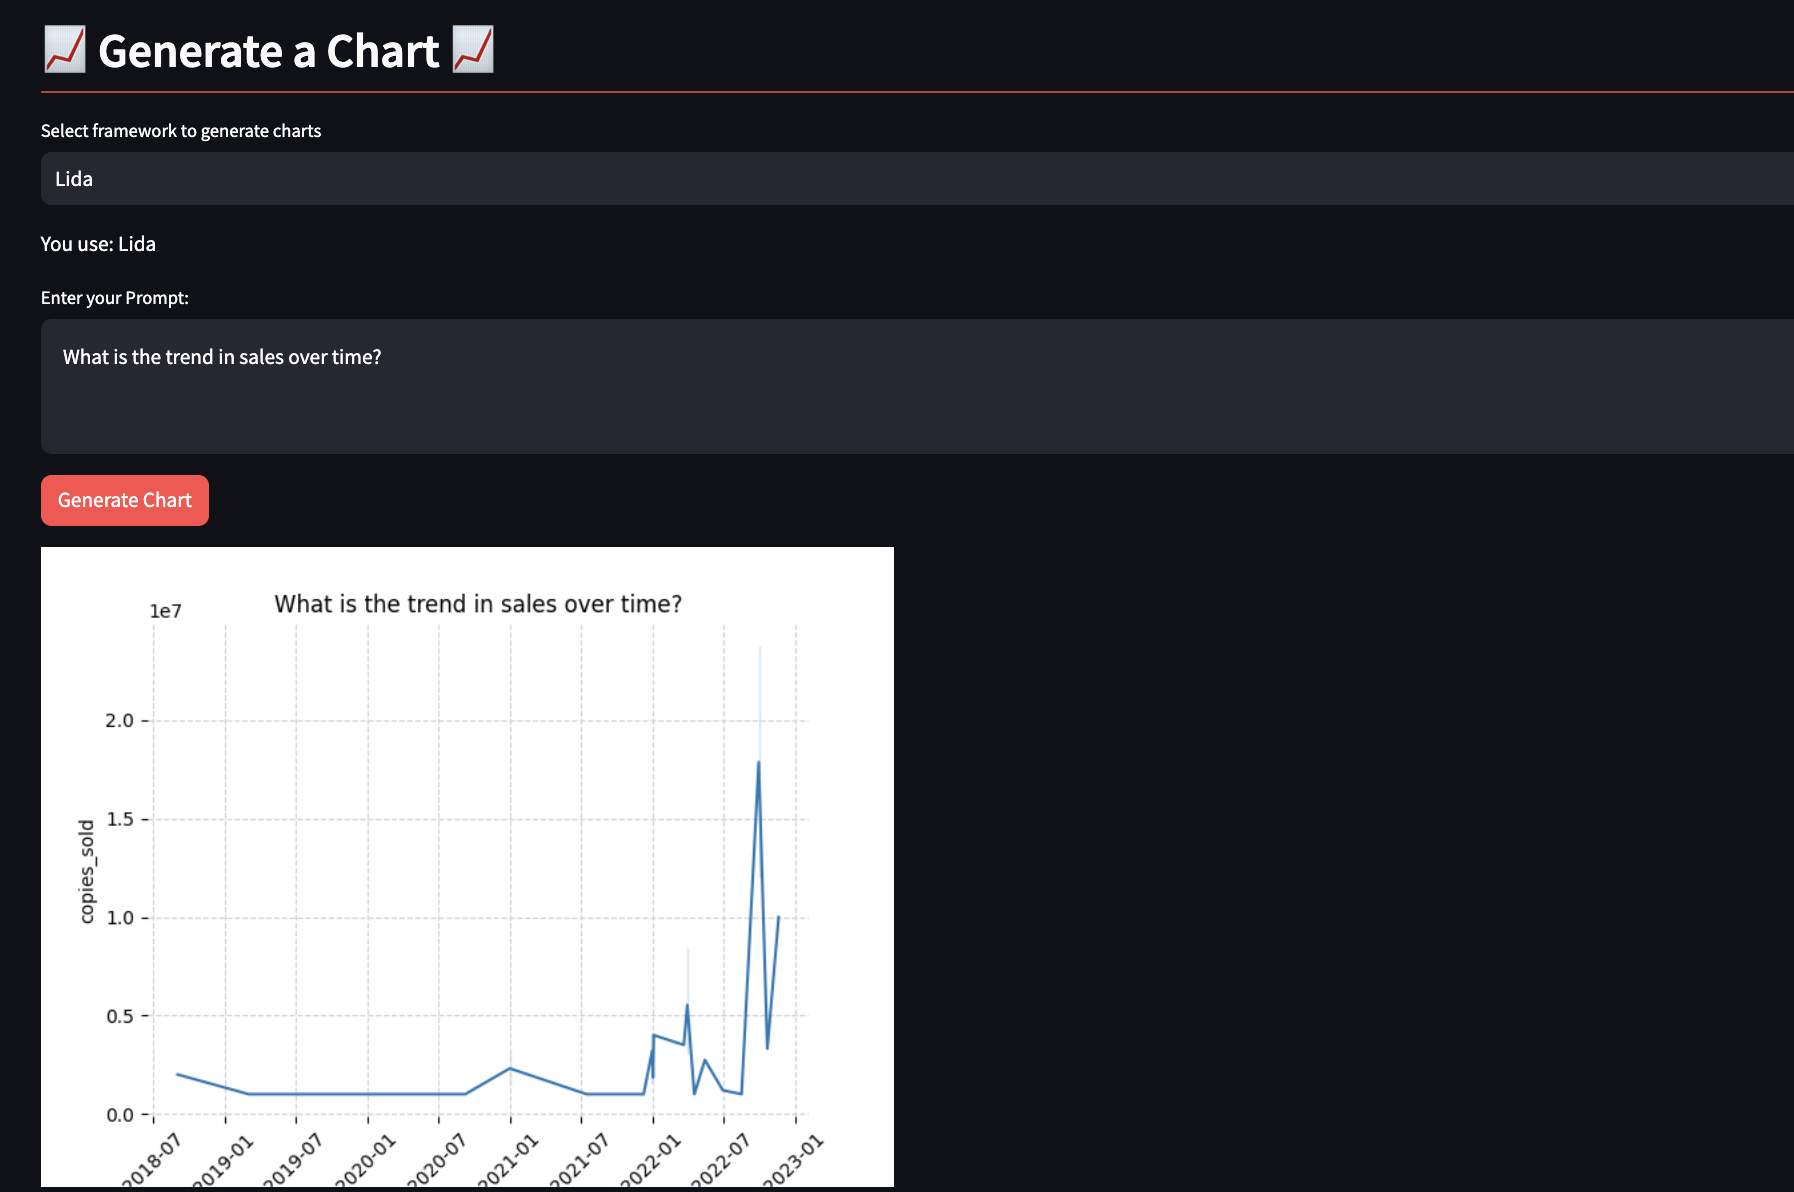 Generate a Chart
Select framework to generate charts
Lida
You use: Lida
Enter your Prompt:
What is the trend in sales over time?
Generate Chart
What is the trend in sales over time?
1e7
2.0
1.5
1.0
0.5
0.0
copies_sold
2018-07
2019-01
2019-07
2020-01
2020-07
2021-01
2021-07
2022-01
2022-07
2023-01